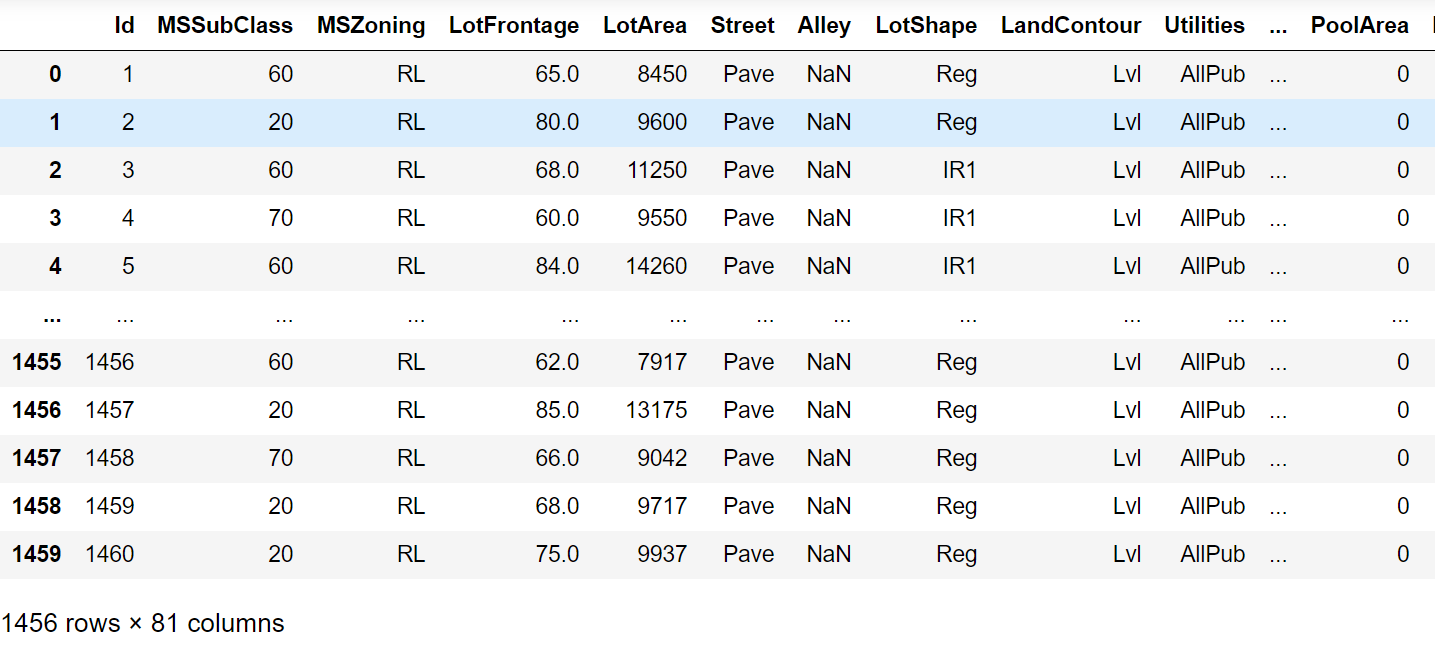 Id MSSubClass MSZoning LotFrontage LotArea Street Alley LotShape LandContour Utilities ... PoolArea
0 1 60 RL 65.0 8450 Pave NaN Reg Lvl AllPub ... 0
1 2 20 RL 80.0 9600 Pave NaN Reg Lvl AllPub ... 0
2 3 60 RL 68.0 11250 Pave NaN IR1 Lvl AllPub ... 0
3 4 70 RL 60.0 9550 Pave NaN IR1 Lvl AllPub ... 0
4 5 60 RL 84.0 14260 Pave NaN IR1 Lvl AllPub ... 0
... ... ... ... ... ... ... ... ... ... ... ... ...
1455 1456 60 RL 62.0 7917 Pave NaN Reg Lvl AllPub ... 0
1456 1457 20 RL 85.0 13175 Pave NaN Reg Lvl AllPub ... 0
1457 1458 70 RL 66.0 9042 Pave NaN Reg Lvl AllPub ... 0
1458 1459 20 RL 68.0 9717 Pave NaN Reg Lvl AllPub ... 0
1459 1460 20 RL 75.0 9937 Pave NaN Reg Lvl AllPub ... 0
1456 rows × 81 columns